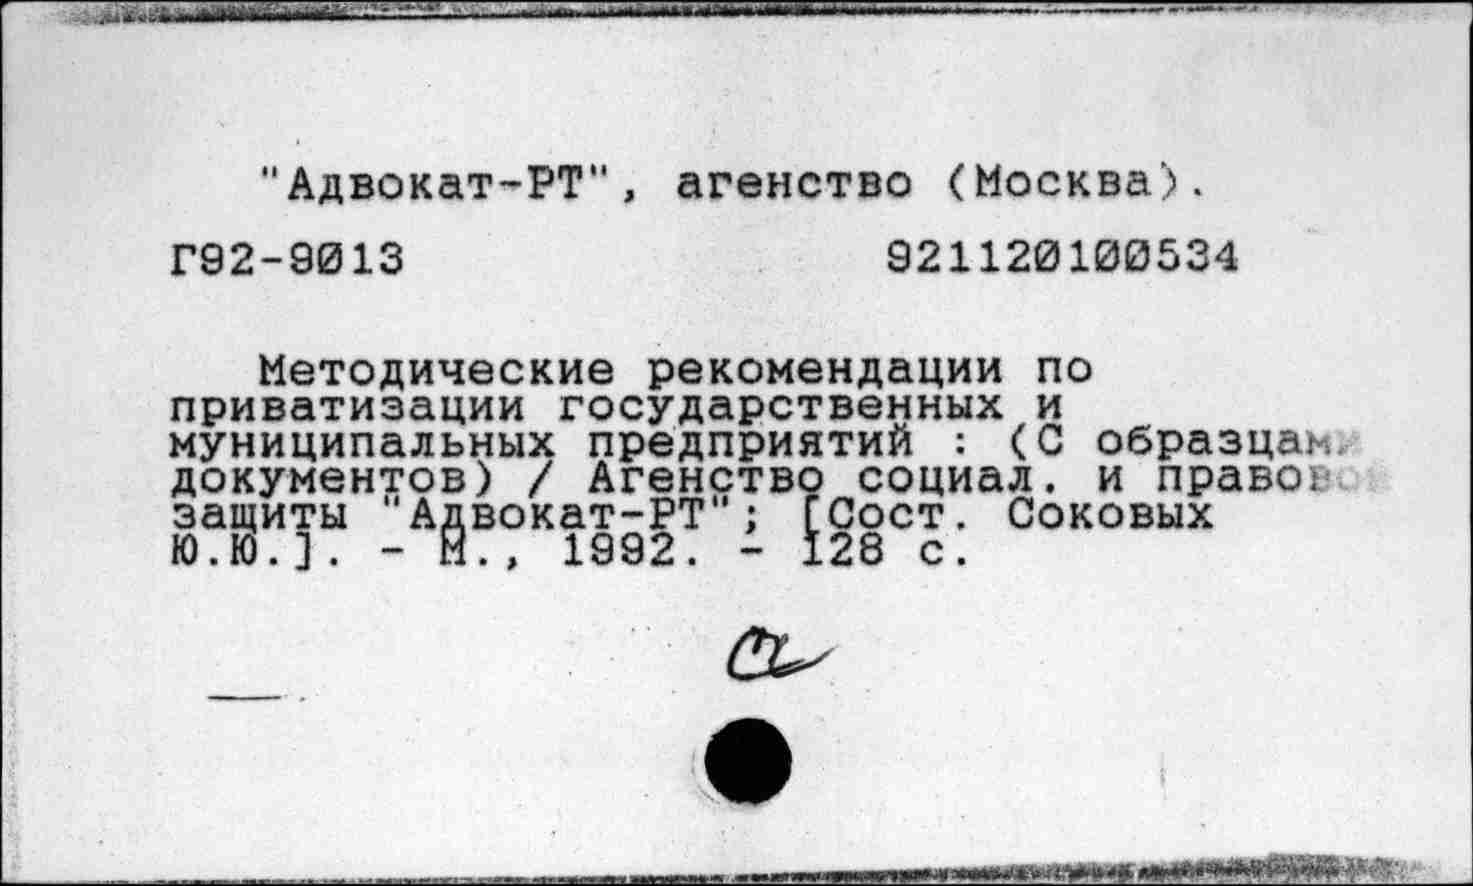 "Адвокат-РТ", агенство (Москва).
Г92-9013 921120100534
Методические рекомендации по
приватизации государственных и
муниципальных предприятий : (С образцами
документов) / Агенство социал. и правовой
защиты "Адвокат-РТ"; [Сост. Соковых
Ю.Ю.]. - М., 1992. - 128 с.